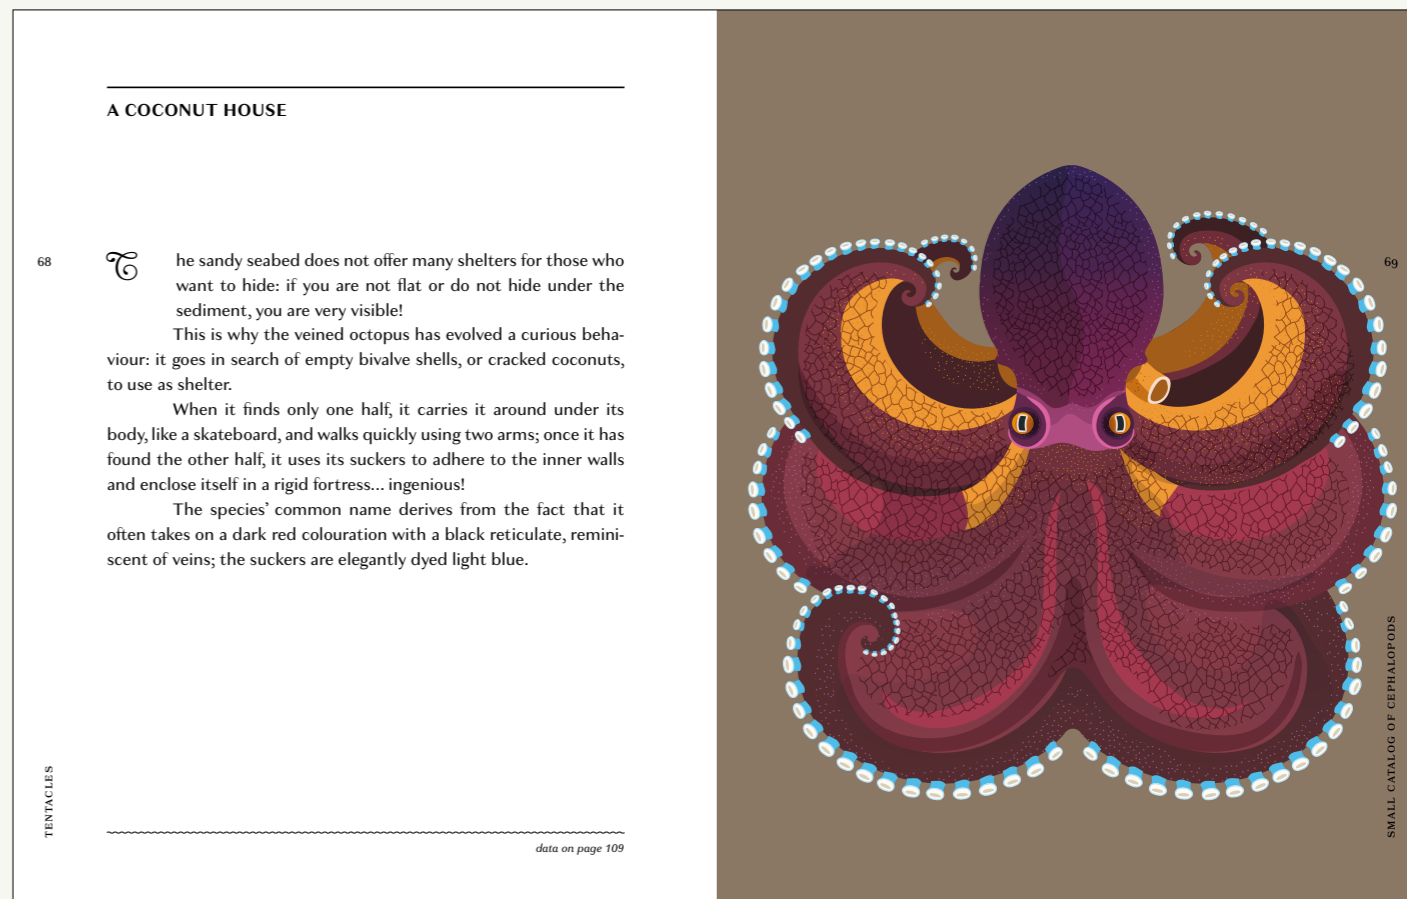 A COCONUT HOUSE
68
The sandy seabed does not offer many shelters for those who
want to hide: if you are not flat or do not hide under the
sediment, you are very visible!
This is why the veined octopus has evolved a curious beha-
viour: it goes in search of empty bivalve shells, or cracked coconuts,
to use as shelter.
When it finds only one half, it carries it around under its
body, like a skateboard, and walks quickly using two arms; once it has
found the other half, it uses its suckers to adhere to the inner walls
and enclose itself in a rigid fortress... ingenious!
The species’ common name derives from the fact that it
often takes on a dark red colouration with a black reticulate, remini-
scent of veins; the suckers are elegantly dyed light blue.
TENTACLES
data on page 109
69
SMALL CATALOG OF CEPHALOPODS